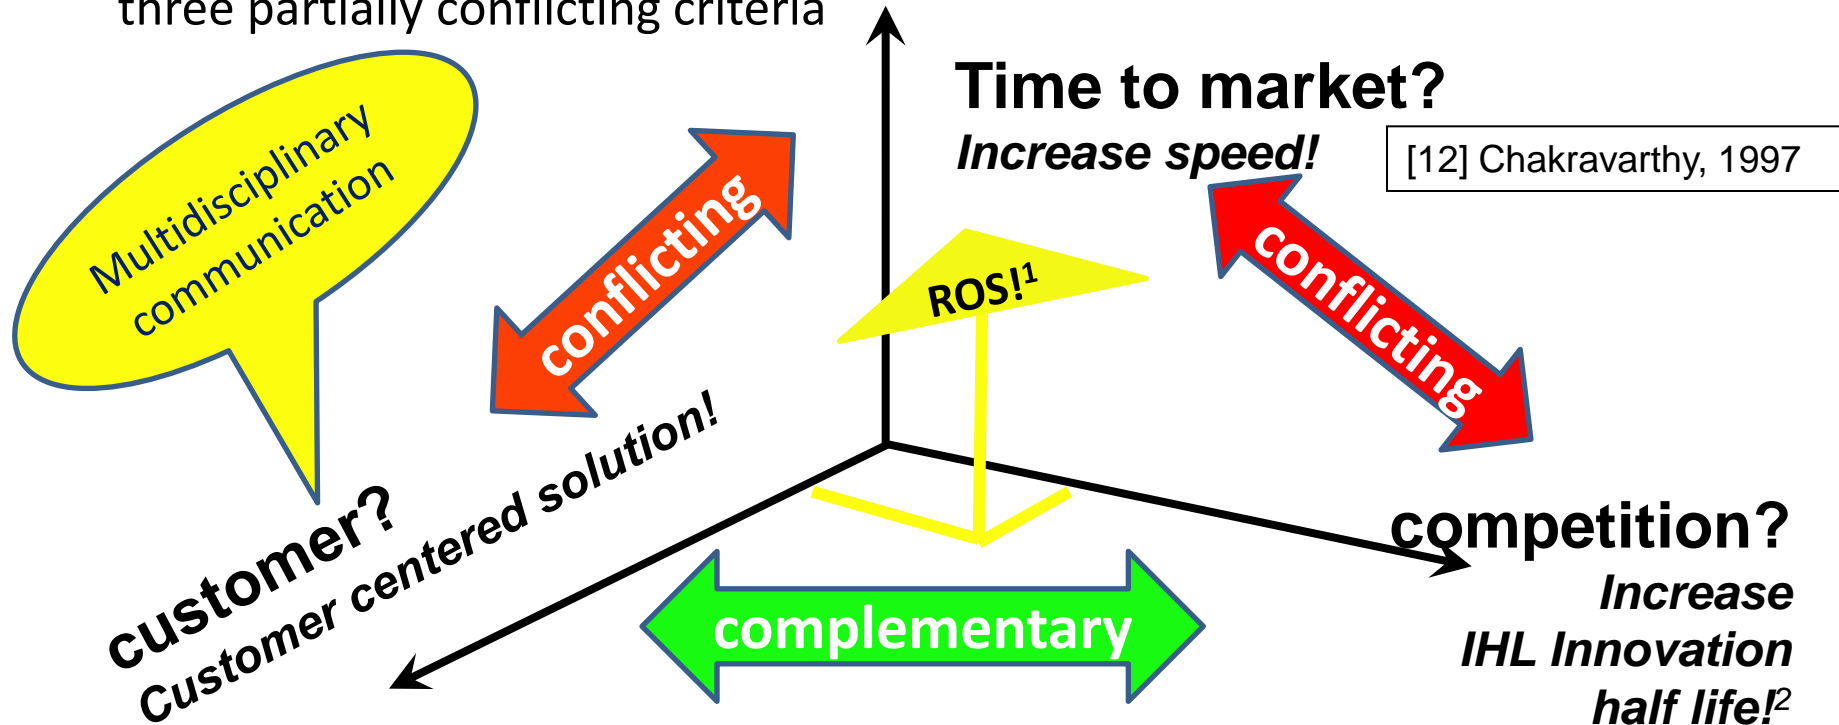 three partially conflicting criteria
Time to market?
Increase speed!
[12] Chakravarthy, 1997
Multidisciplinary
communication
conflicting
conflicting
ROS!¹
customer?
Customer centered solution!
complementary
competition?
Increase
IHL Innovation
half life!²